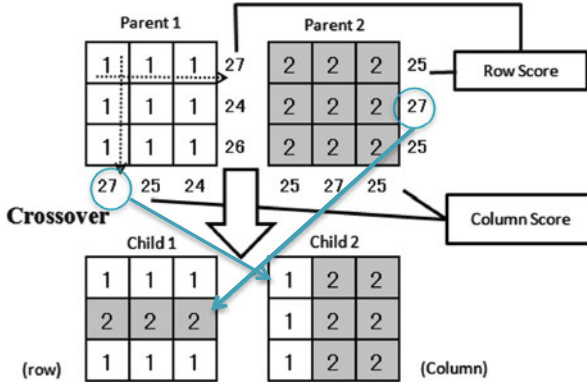 Parent 1 Parent 2
1 1 1 27 2 2 2 25
Row Score
1 1 1 24 2 2 2 27
1 1 1 26 2 2 2 25
27 25 24 25 27 25
Crossover
Column Score
Child 1 Child 2
1 1 1 1 2 2
2 2 2 1 2 2
1 1 1 1 2 2
(row) (Column)